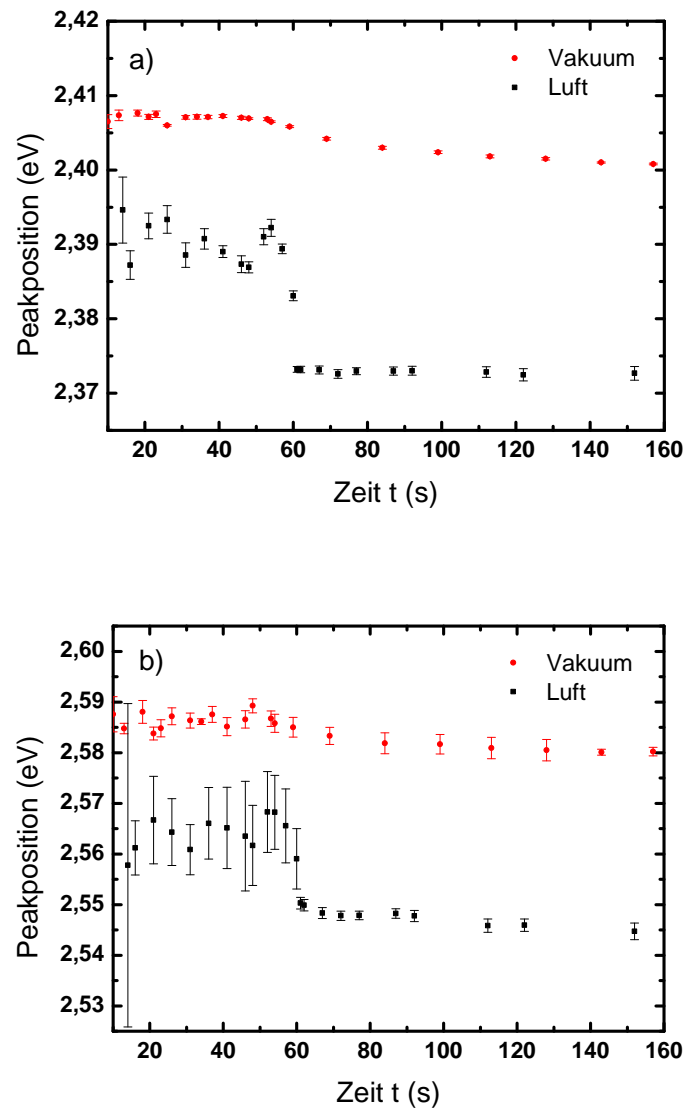 2,42
a)
Vakuum
Luft
2,41
2,40
2,39
2,38
2,37
Peakposition (eV)
20 40 60 80 100 120 140 160
Zeit t (s)
2,60
b)
Vakuum
Luft
2,59
2,58
2,57
2,56
2,55
2,54
2,53
Peakposition (eV)
20 40 60 80 100 120 140 160
Zeit t (s)